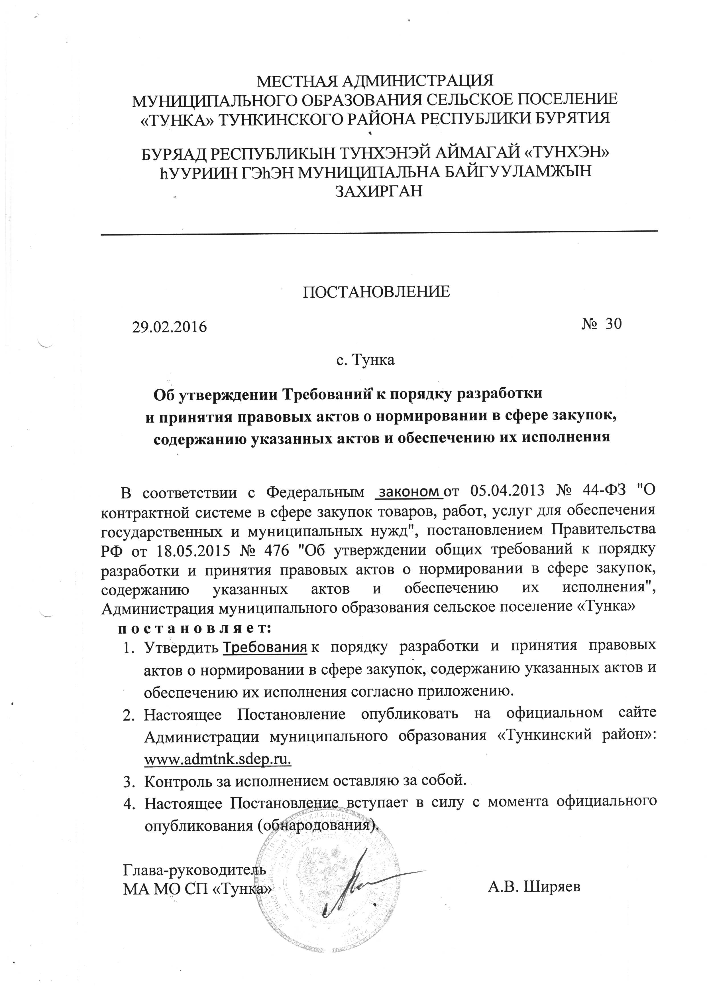 МЕСТНАЯ АДМИНИСТРАЦИЯ
МУНИЦИПАЛЬНОГО ОБРАЗОВАНИЯ СЕЛЬСКОЕ ПОСЕЛЕНИЕ
«ТУНКА» ТУНКИНСКОГО РАЙОНА РЕСПУБЛИКИ БУРЯТИЯ
БУРЯАД РЕСПУБЛИКЫН ТУНХЭНЭЙ АЙМАГАЙ «ТУНХЭН»
hУУРИИН ГЭhЭН МУНИЦИПАЛЬНА БАЙГУУЛАМЖЫН
ЗАХИРГАН
ПОСТАНОВЛЕНИЕ
29.02.2016 № 30
с. Тунка
Об утверждении Требований к порядку разработки
и принятия правовых актов о нормировании в сфере закупок,
содержанию указанных актов и обеспечению их исполнения
В соответствии с Федеральным законом от 05.04.2013 № 44-ФЗ "О
контрактной системе в сфере закупок товаров, работ, услуг для обеспечения
государственных и муниципальных нужд", постановлением Правительства
РФ от 18.05.2015 № 476 "Об утверждении общих требований к порядку
разработки и принятия правовых актов о нормировании в сфере закупок,
содержанию указанных актов и обеспечению их исполнения",
Администрация муниципального образования сельское поселение «Тунка»
п о с т а н о в л я е т:
1. Утвердить Требования к порядку разработки и принятия правовых
актов о нормировании в сфере закупок, содержанию указанных актов и
обеспечению их исполнения согласно приложению.
2. Настоящее Постановление опубликовать на официальном сайте
Администрации муниципального образования «Тункинский район»:
www.admtnk.sdep.ru.
3. Контроль за исполнением оставляю за собой.
4. Настоящее Постановление вступает в силу с момента официального
опубликования (обнародования).
Глава-руководитель
МА МО СП «Тунка» А.В. Ширяев